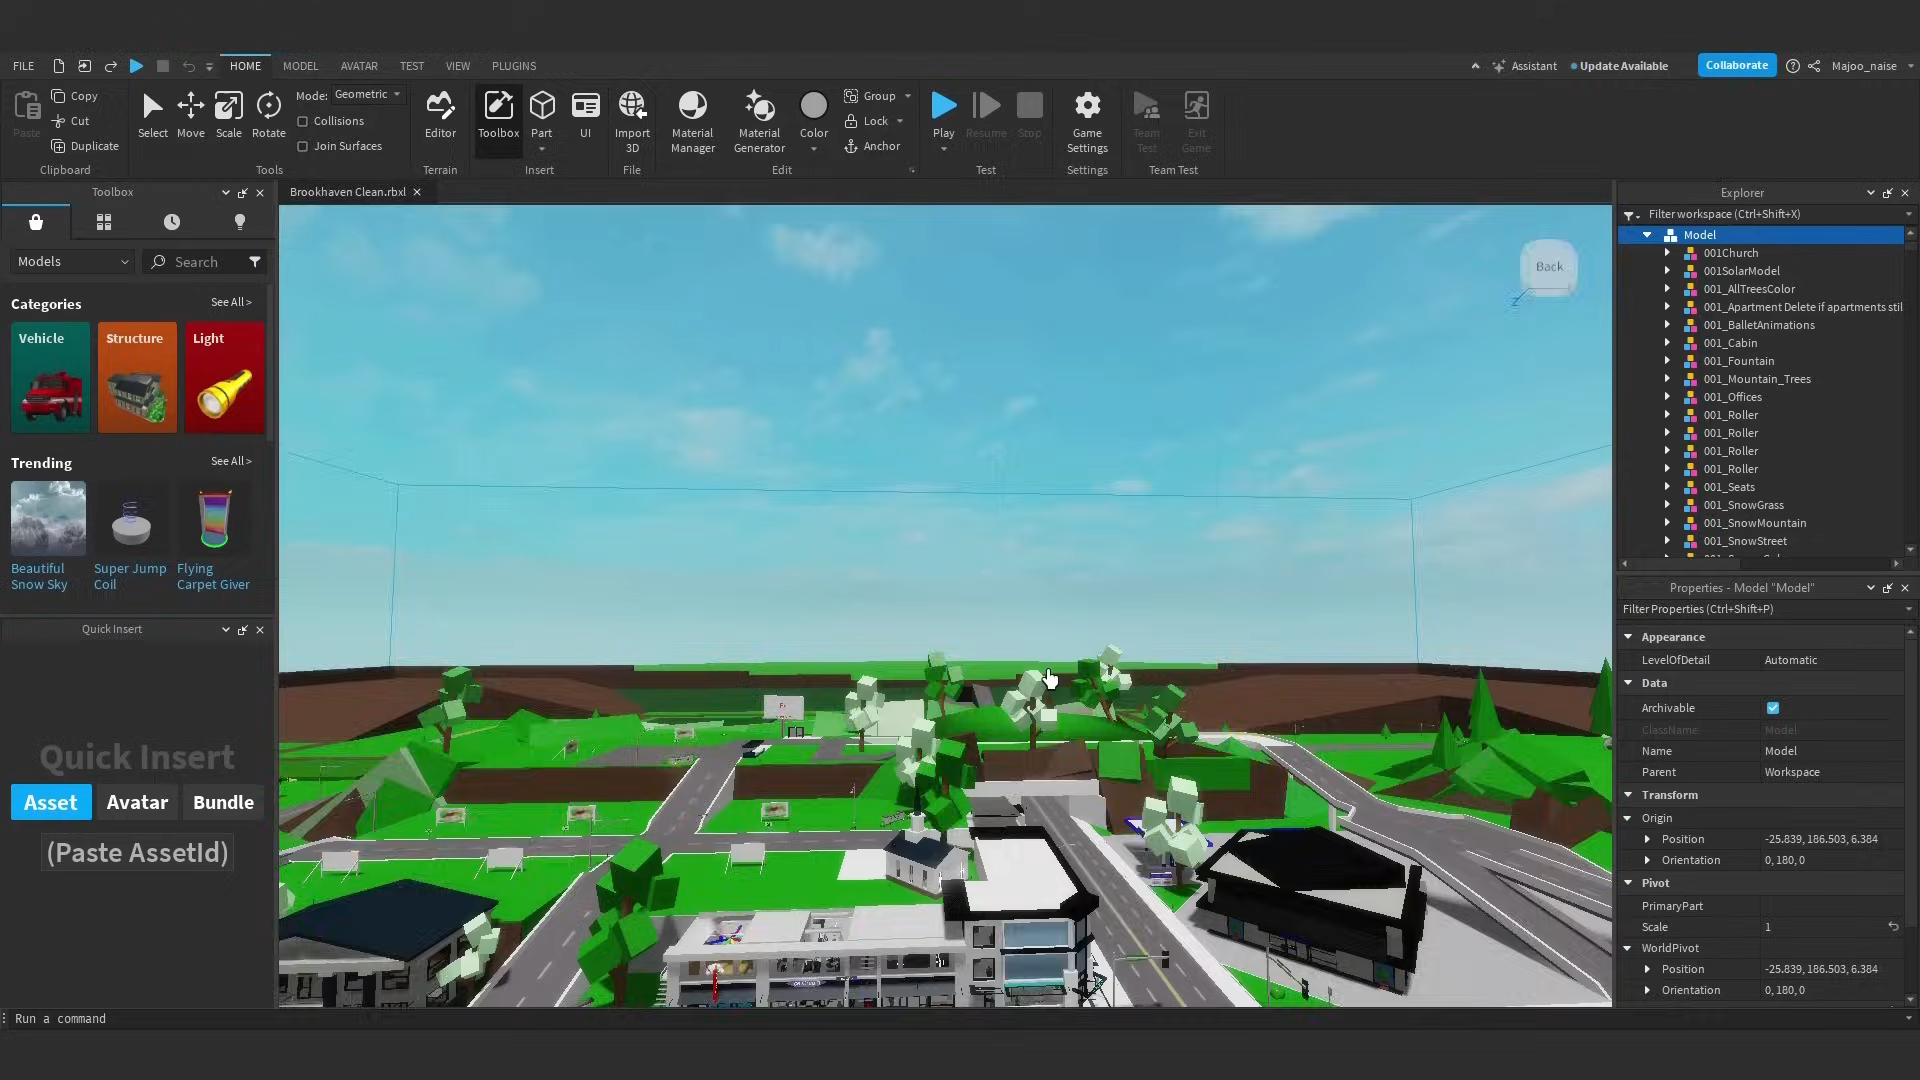 FILE HOME MODEL AVATAR TEST VIEW PLUGINS Assistant Update Available Collaborate Majoo_naise
Copy
Cut
Duplicate
Paste
Clipboard
Select Move Scale Rotate
Mode: Geometric
Collisions
Join Surfaces
Tools
Editor
Terrain
Toolbox Part UI
Insert
Import
3D
File
Material
Manager
Material
Generator
Color
Group
Lock
Anchor
Edit
Play Resume Stop
Test
Game
Settings
Settings
Team
Test
Exit
Game
Team Test
Toolbox
Models
Search
Categories See All >
Vehicle Structure Light
Trending See All >
Beautiful
Snow Sky
Super Jump
Coil
Flying
Carpet Giver
Quick Insert
Quick Insert
Asset Avatar Bundle
(Paste AssetId)
Brookhaven Clean.rbxl
Back
Z
Explorer
Filter workspace (Ctrl+Shift+X)
Model
001Church
001SolarModel
001_AllTreesColor
001_Apartment Delete if apartments stil
001_BalletAnimations
001_Cabin
001_Fountain
001_Mountain_Trees
001_Offices
001_Roller
001_Roller
001_Roller
001_Roller
001_Seats
001_SnowGrass
001_SnowMountain
001_SnowStreet
Properties - Model "Model"
Filter Properties (Ctrl+Shift+P)
Appearance
LevelOfDetail Automatic
Data
Archivable
ClassName Model
Name Model
Parent Workspace
Transform
Origin
Position -25.839, 186.503, 6.384
Orientation 0, 180, 0
Pivot
PrimaryPart
Scale 1
WorldPivot
Position -25.839, 186.503, 6.384
Orientation 0, 180, 0
Run a command